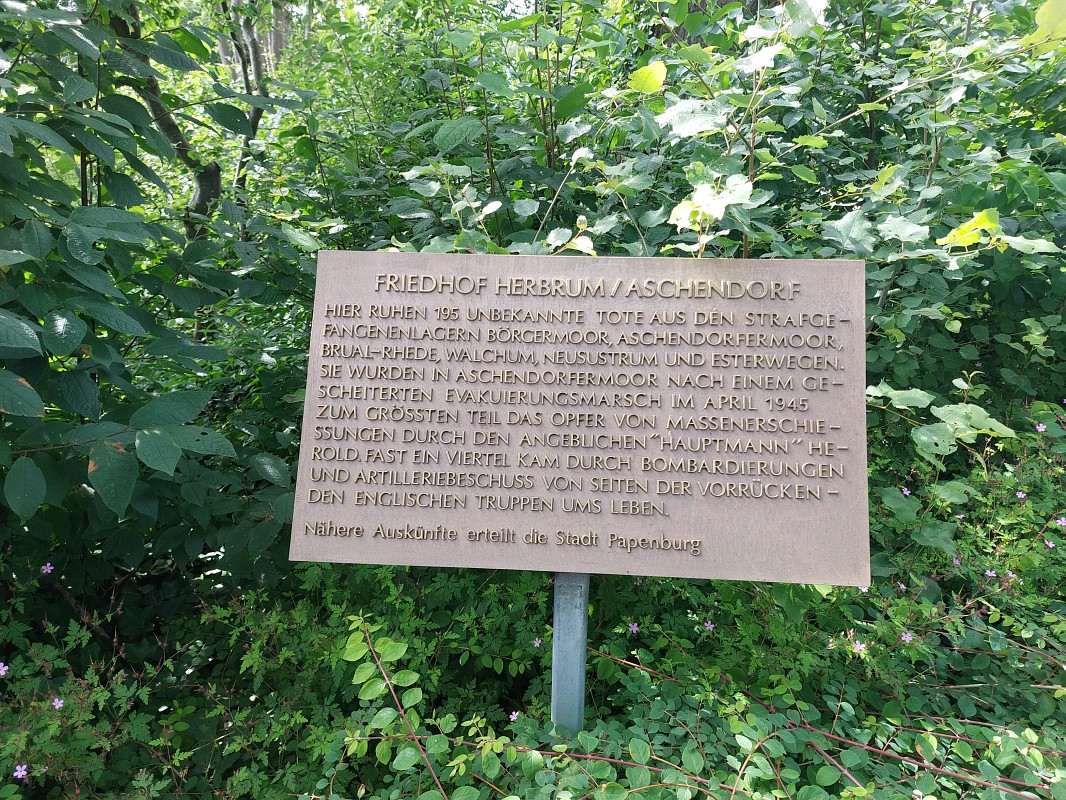 FRIEDHOF HERBRUM/ASCHENDORF
HIER RUHEN 195 UNBEKANNTE TOTE AUS DEN STRAFGE-
FANGENENLAGERN BÖRGERMOOR, ASCHENDORFERMOOR,
BRUAL-RHEDE, WALCHUM, NEUSUSTRUM UND ESTERWEGEN.
SIE WURDEN IN ASCHENDORFERMOOR NACH EINEM GE-
SCHEITERTEN EVAKUIERUNGSMARSCH IM APRIL 1945
ZUM GRÖSSTEN TEIL DAS OPFER VON MASSENERSCHIE-
SSUNGEN DURCH DEN ANGEBLICHEN "HAUPTMANN" HE-
ROLD. FAST EIN VIERTEL KAM DURCH BOMBARDIERUNGEN
UND ARTILLERIEBESCHUSS VON SEITEN DER VORRÜCKEN-
DEN ENGLISCHEN TRUPPEN UMS LEBEN.
Nähere Auskünfte erteilt die Stadt Papenburg